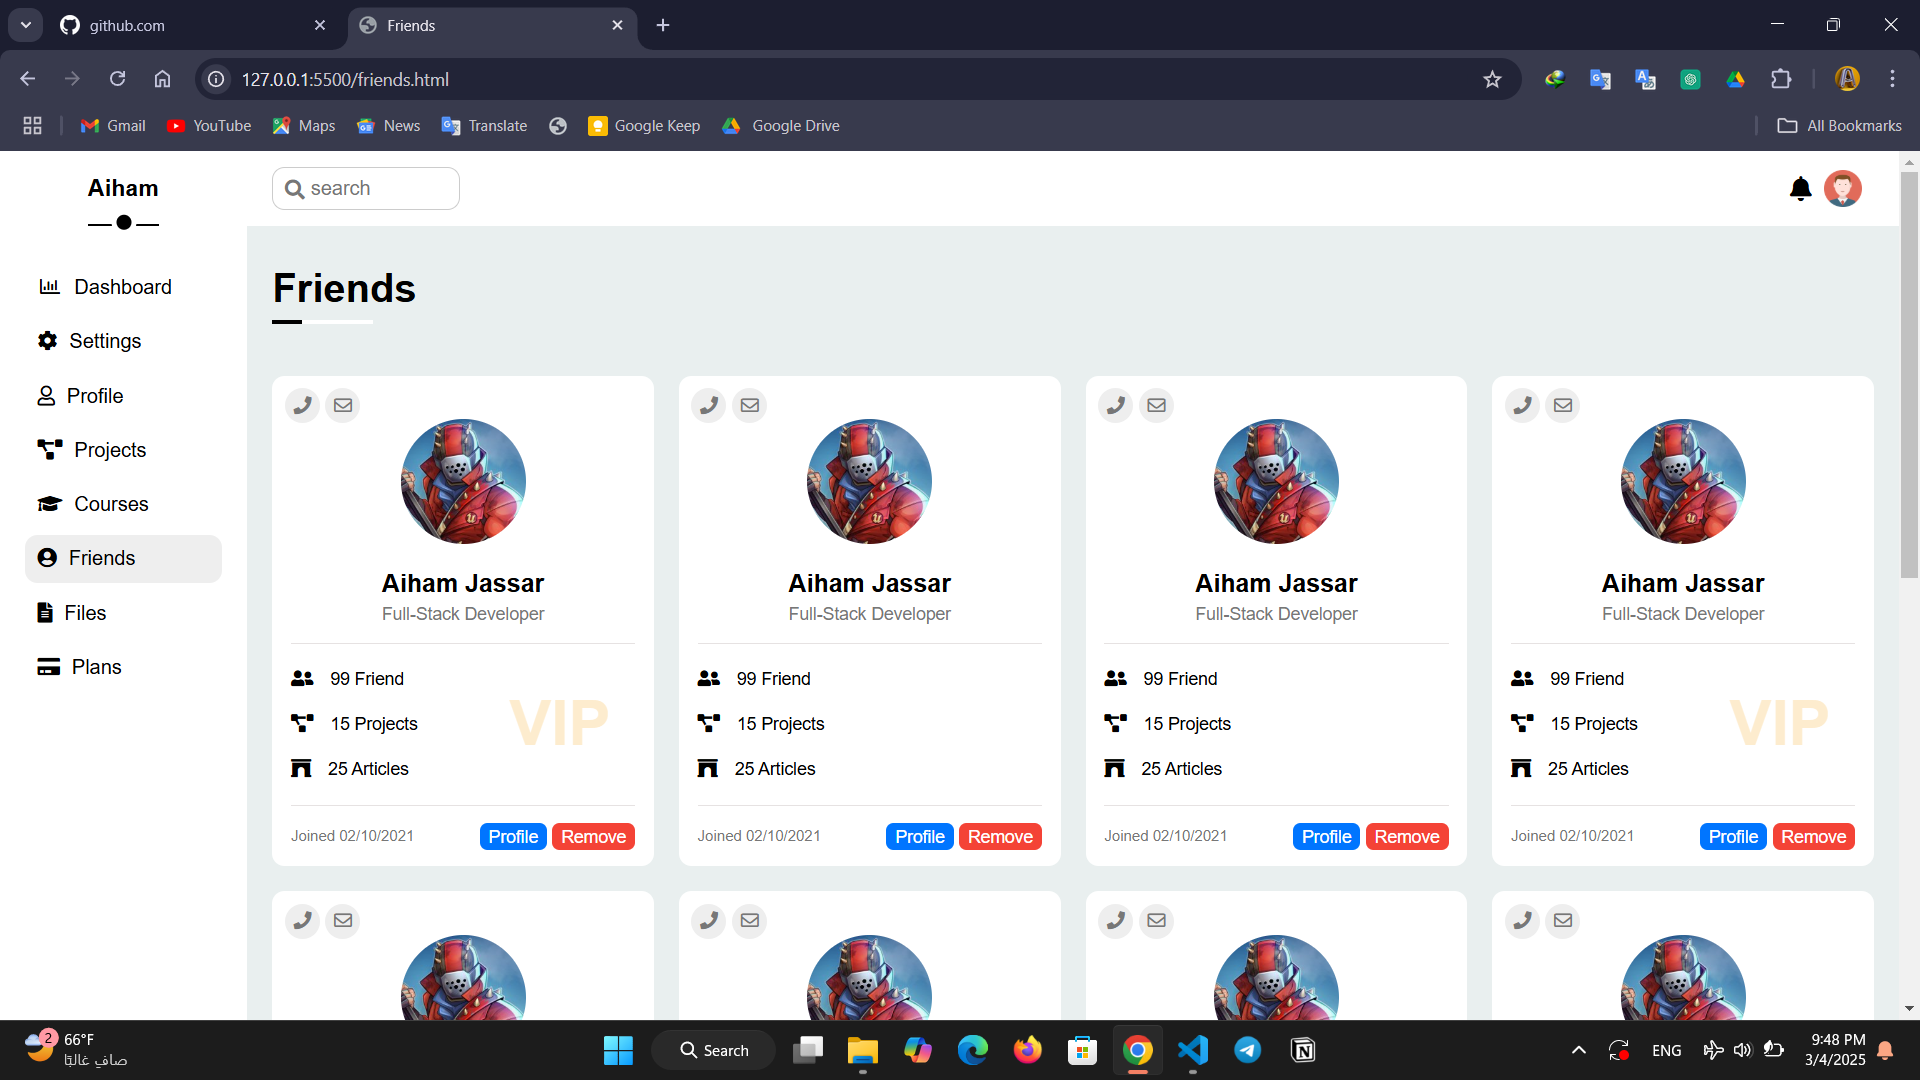 github.com
Friends
127.0.0.1:5500/friends.html
Gmail
YouTube
Maps
News
Translate
Google Keep
Google Drive
All Bookmarks
Aiham
search
Dashboard
Settings
Profile
Projects
Courses
Friends
Files
Plans
Friends
Aiham Jassar
Full-Stack Developer
99 Friend
15 Projects
25 Articles
VIP
Joined 02/10/2021
Profile
Remove
Aiham Jassar
Full-Stack Developer
99 Friend
15 Projects
25 Articles
Joined 02/10/2021
Profile
Remove
Aiham Jassar
Full-Stack Developer
99 Friend
15 Projects
25 Articles
Joined 02/10/2021
Profile
Remove
Aiham Jassar
Full-Stack Developer
99 Friend
15 Projects
25 Articles
VIP
Joined 02/10/2021
Profile
Remove
2
66°F
صافٍ غالبًا
Search
ENG
9:48 PM
3/4/2025